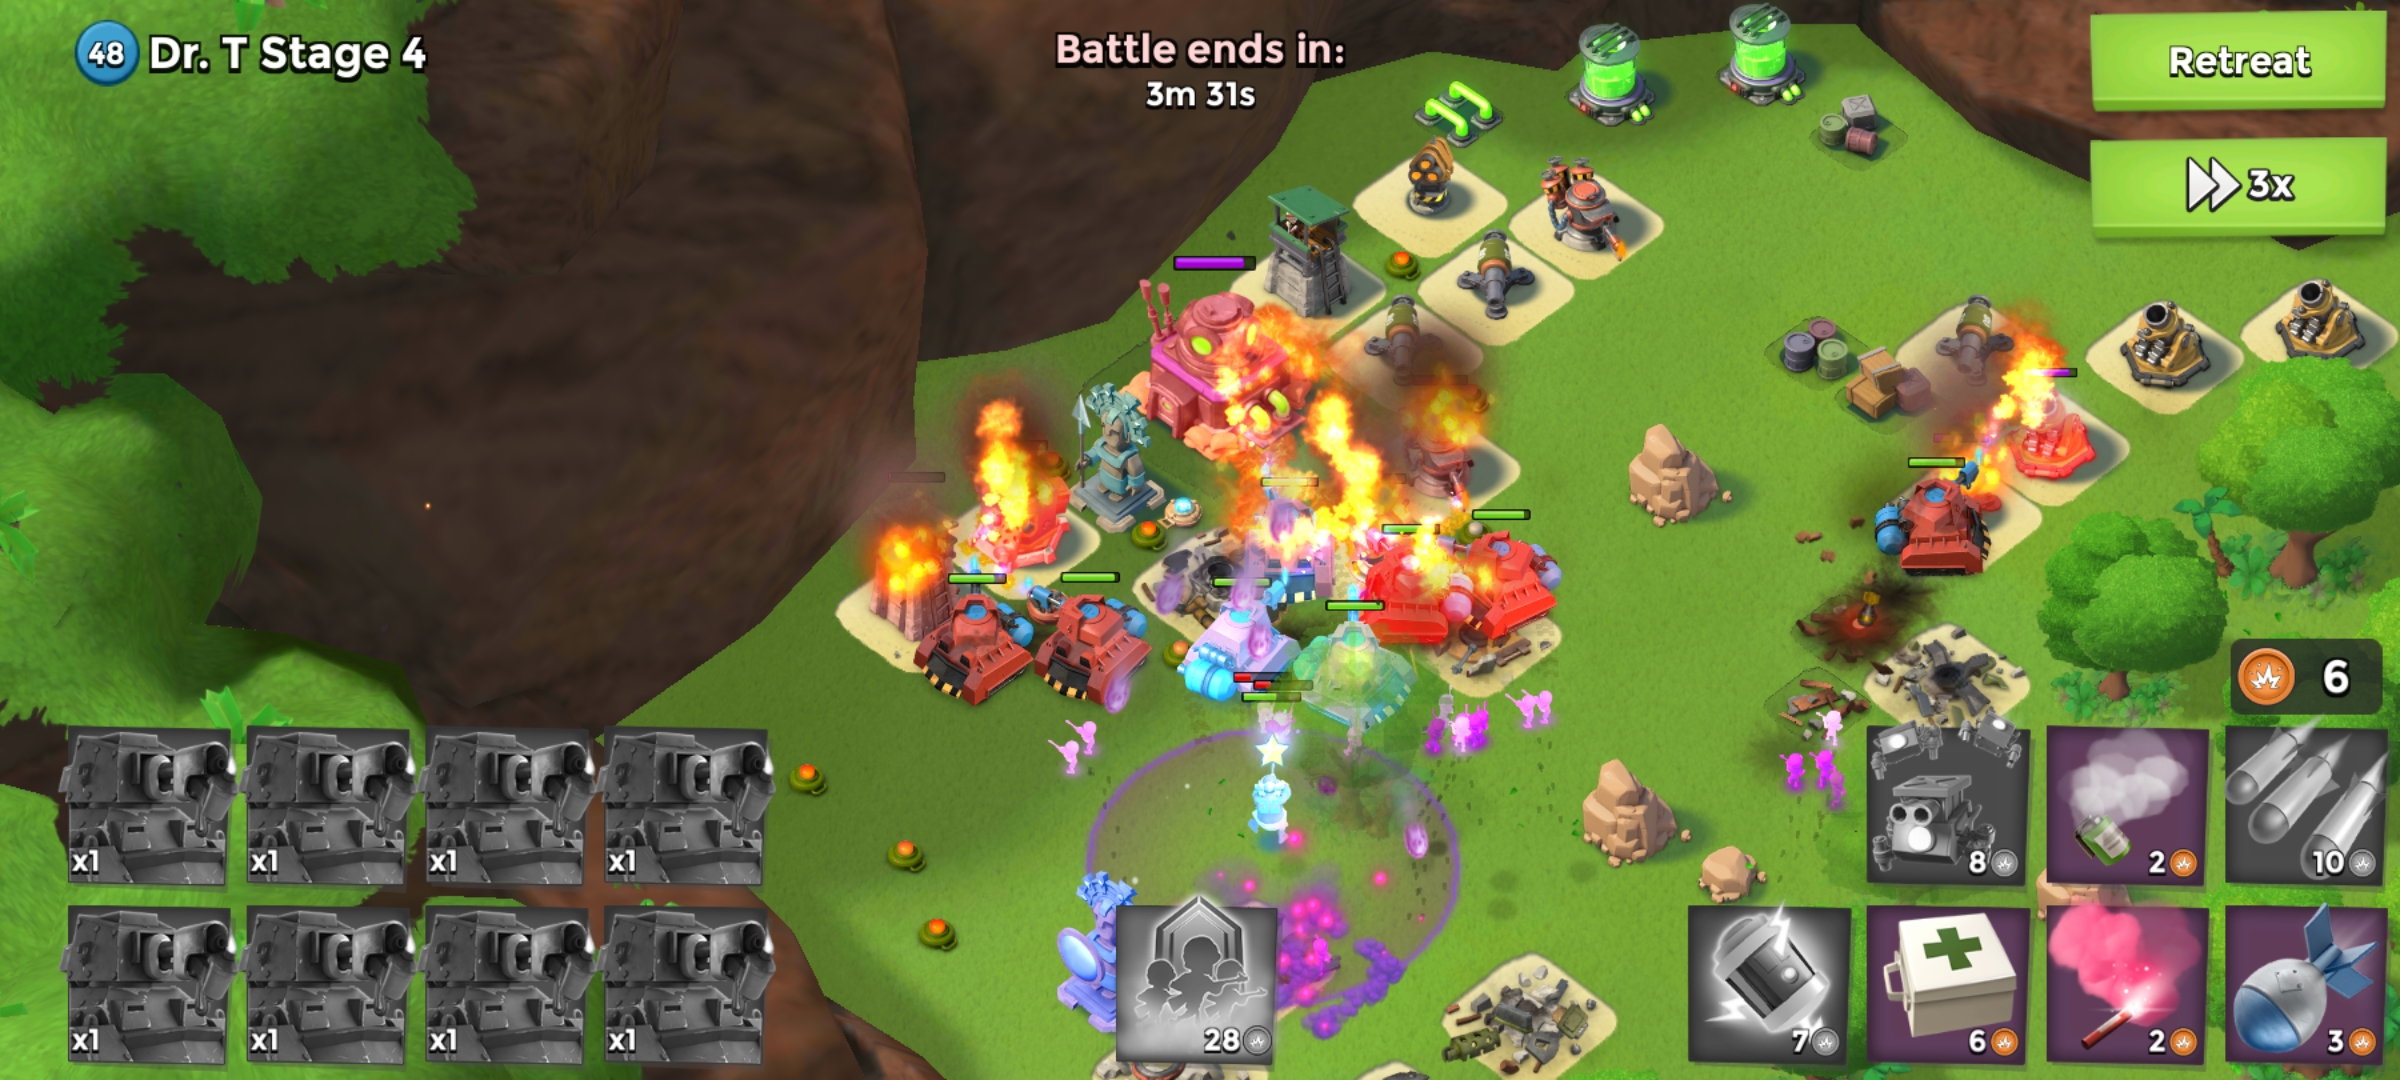 48 Dr. T Stage 4
Battle ends in:
3m 31s
Retreat
3x
6
x1
x1
x1
x1
8
2
10
x1
x1
x1
x1
28
7
6
2
3